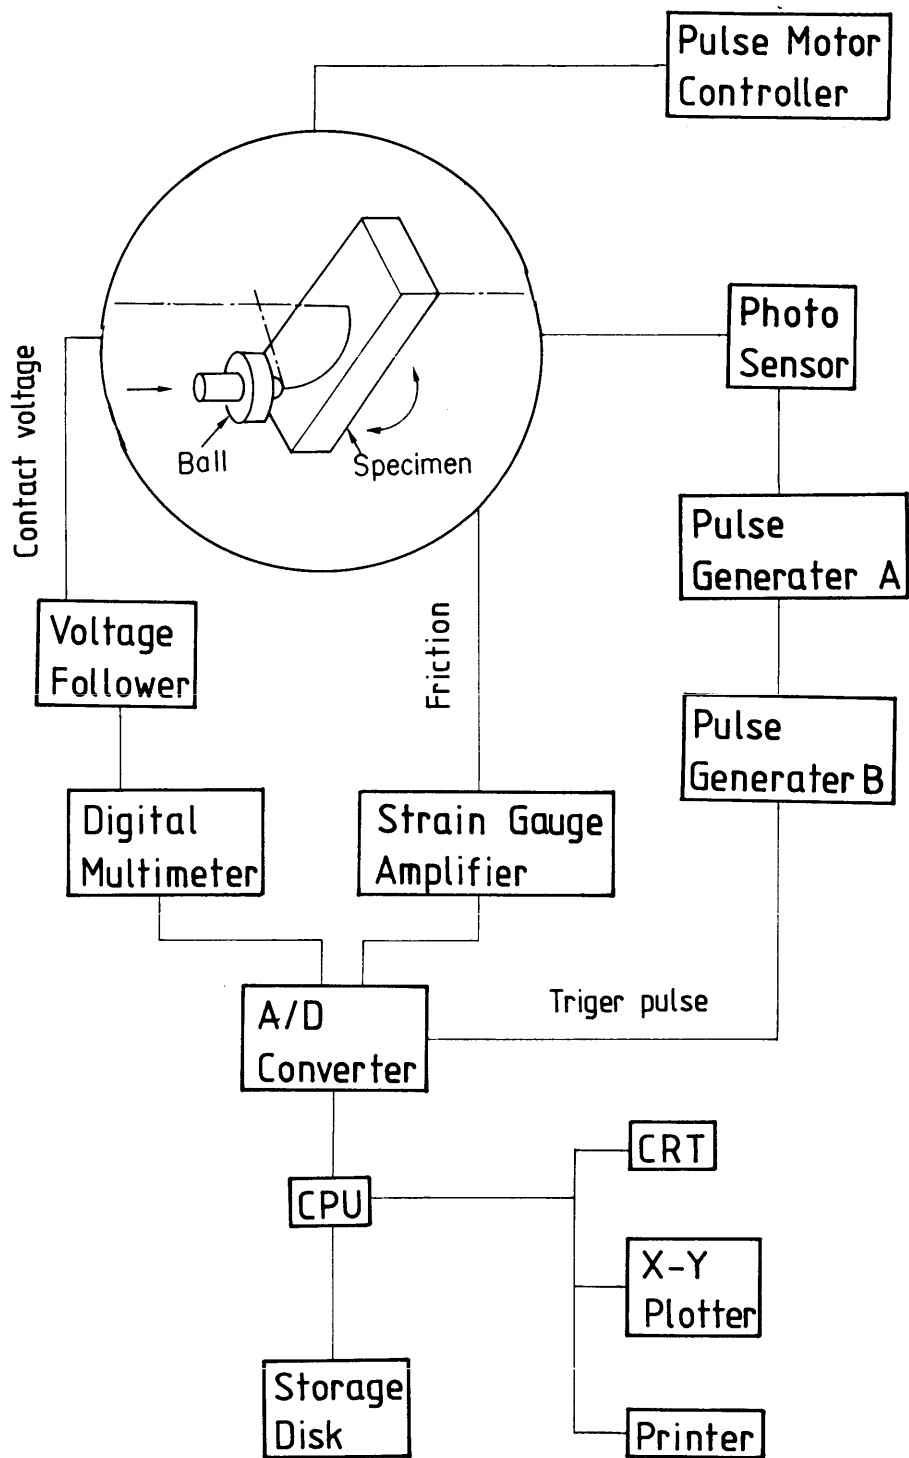 Pulse Motor
Controller
Photo
Sensor
Contact voltage
Ball
Specimen
Pulse
Generater A
Voltage
Follower
Friction
Pulse
Generater B
Digital
Multimeter
Strain Gauge
Amplifier
A/D
Converter
Triger pulse
CRT
CPU
X-Y
Plotter
Storage
Disk
Printer